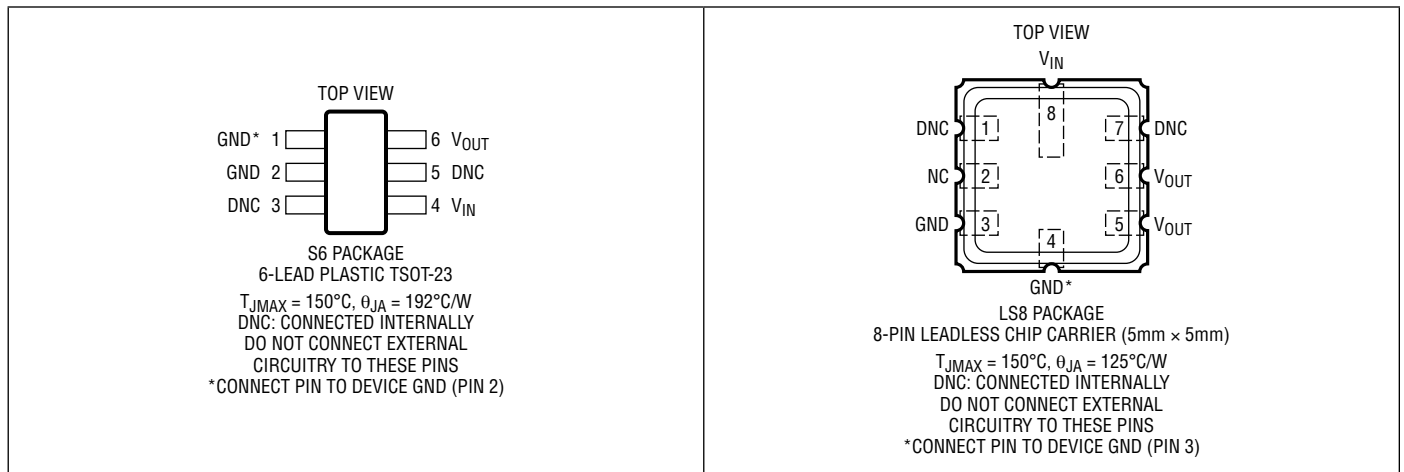 TOP VIEW
GND* 1 6 VOUT
GND 2 5 DNC
DNC 3 4 VIN
S6 PACKAGE
6-LEAD PLASTIC TSOT-23
TJMAX = 150°C, θJA = 192°C/W
DNC: CONNECTED INTERNALLY
DO NOT CONNECT EXTERNAL
CIRCUITRY TO THESE PINS
*CONNECT PIN TO DEVICE GND (PIN 2)
TOP VIEW
VIN
8
DNC 1 7 DNC
NC 2 6 VOUT
GND 3 5 VOUT
4
GND*
LS8 PACKAGE
8-PIN LEADLESS CHIP CARRIER (5mm × 5mm)
TJMAX = 150°C, θJA = 125°C/W
DNC: CONNECTED INTERNALLY
DO NOT CONNECT EXTERNAL
CIRCUITRY TO THESE PINS
*CONNECT PIN TO DEVICE GND (PIN 3)